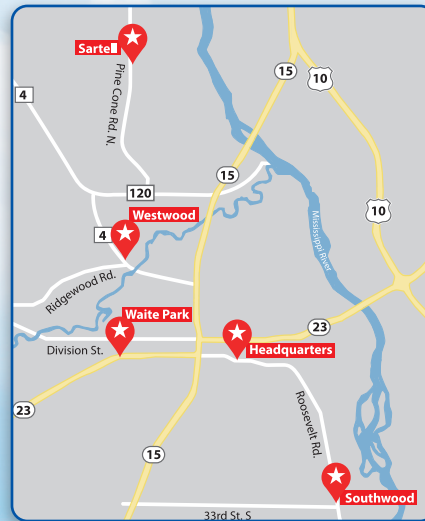 Sartell
Pine Cone Rd. N.
15
10
4
15
120
Westwood
4
10
Mississippi River
Ridgewood Rd.
Waite Park
23
Division St.
Headquarters
23
Roosevelt Rd.
15
Southwood
33rd St. S